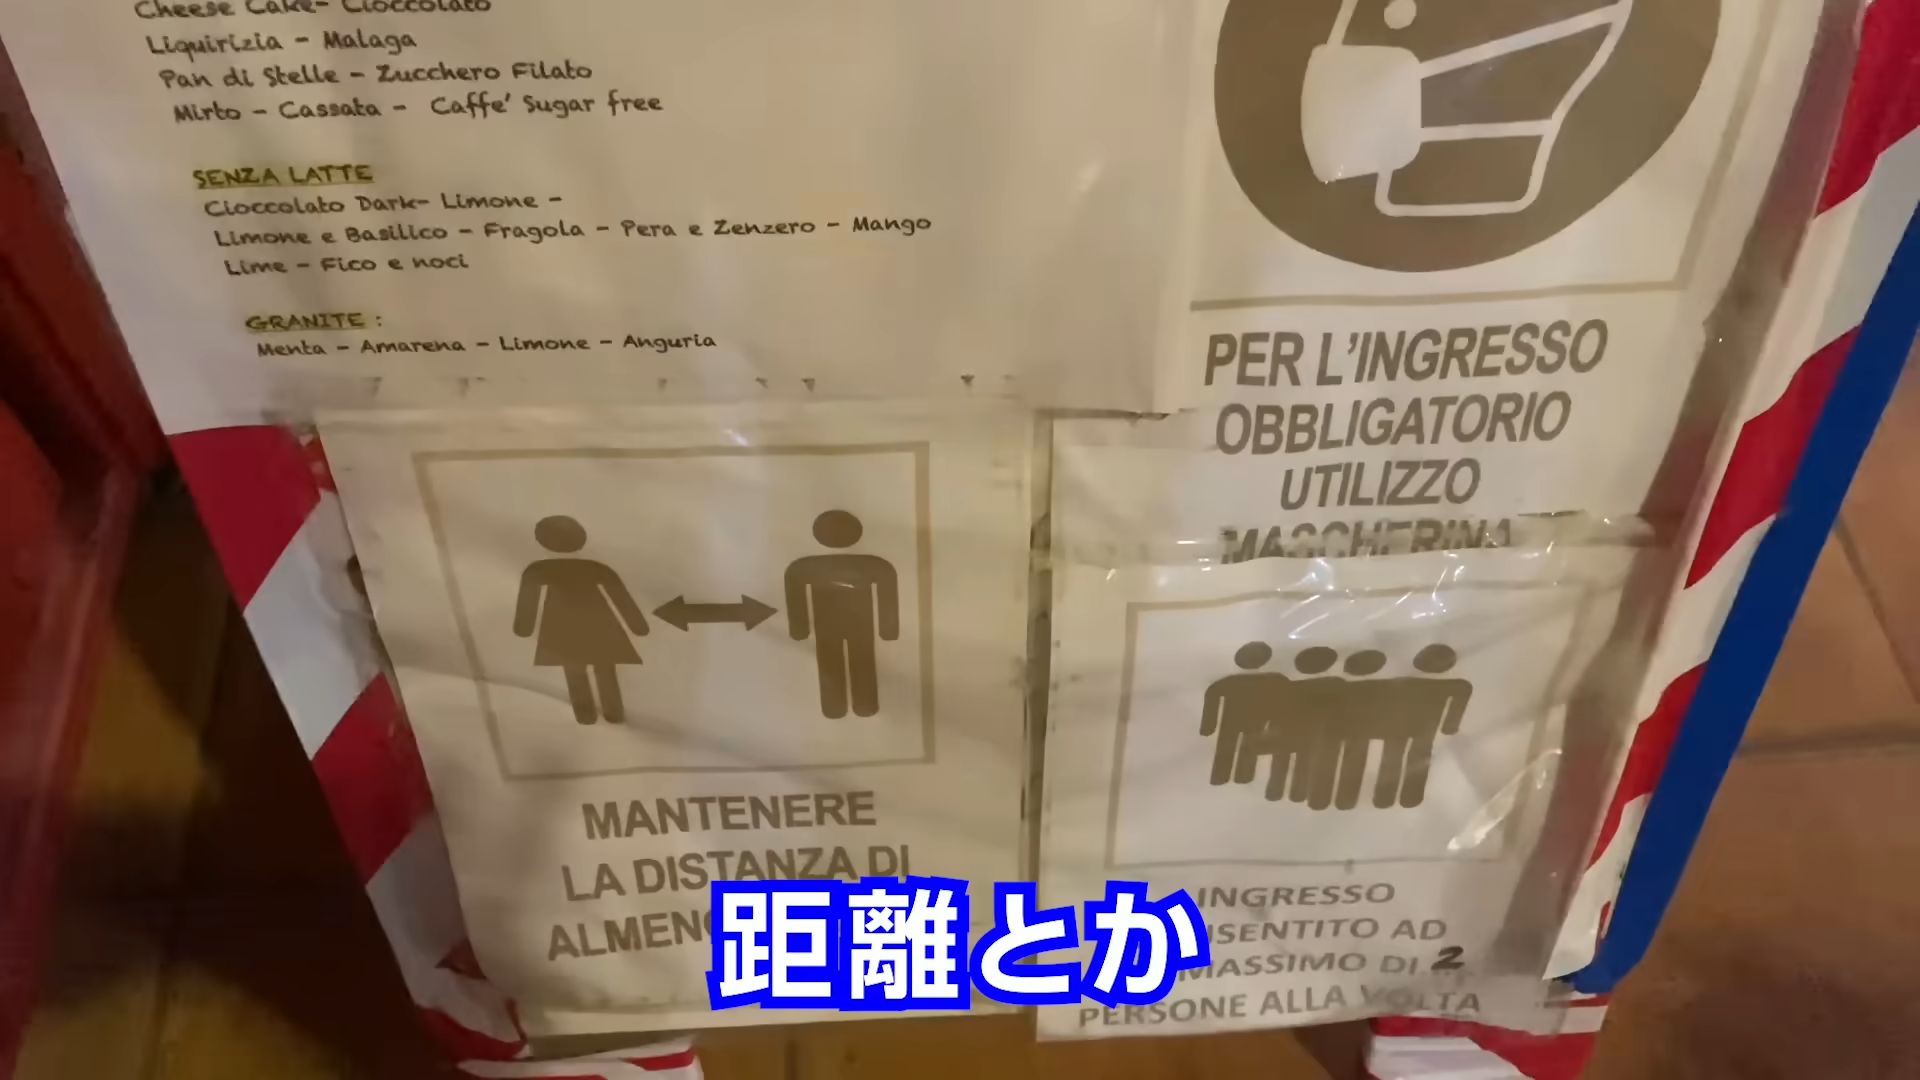 Cheese Cake- Cioccolato
Liquirizia - Malaga
Pan di Stelle - Zucchero Filato
Mirto - Cassata - Caffe' Sugar free
SENZA LATTE
Cioccolato Dark- Limone -
Limone e Basilico - Fragola - Pera e Zenzero - Mango
Lime - Fico e noci
GRANITE :
Menta - Amarena - Limone - Anguria
PER L'INGRESSO
OBBLIGATORIO
UTILIZZO
MASCHERINA
MANTENERE
LA DISTANZA DI
INGRESSO
AD
MASSIMO DI 2
PERSONE ALLA VOLTA
距離とか